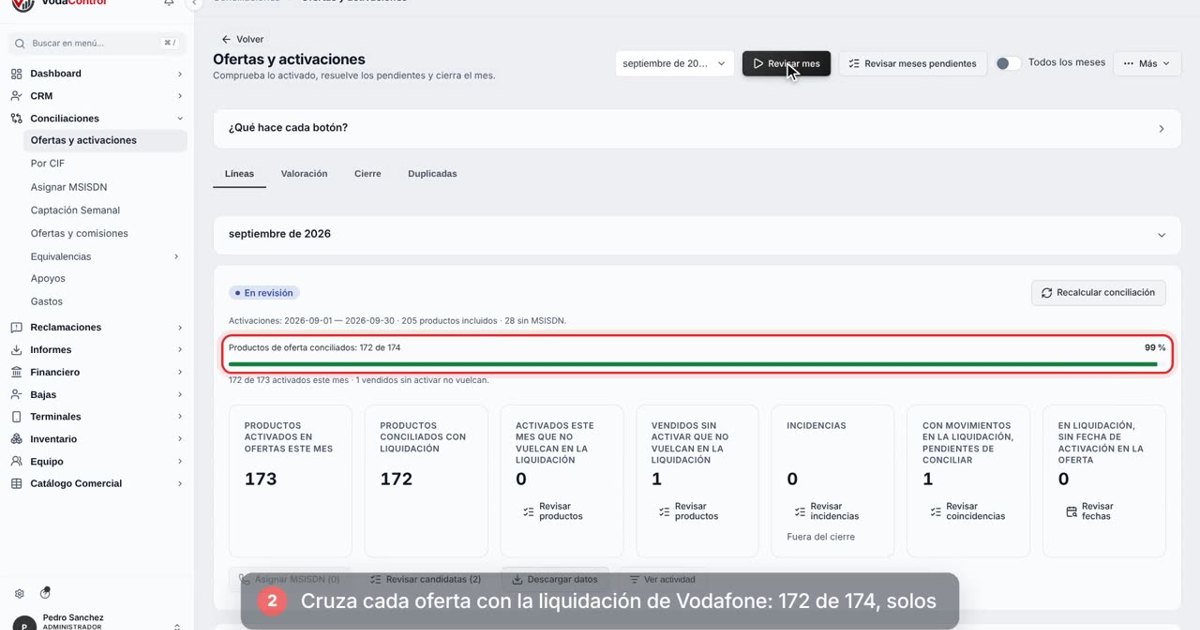 VodaControl
Conciliaciones
Ofertas y activaciones
Buscar en menú...
⌘ /
Dashboard
CRM
Conciliaciones
Ofertas y activaciones
Por CIF
Asignar MSISDN
Captación Semanal
Ofertas y comisiones
Equivalencias
Apoyos
Gastos
Reclamaciones
Informes
Financiero
Bajas
Terminales
Inventario
Equipo
Catálogo Comercial
P
Pedro Sanchez
ADMINISTRADOR
Volver
Ofertas y activaciones
Comprueba lo activado, resuelve los pendientes y cierra el mes.
septiembre de 20...
Revisar mes
Revisar meses pendientes
Todos los meses
Más
¿Qué hace cada botón?
Líneas
Valoración
Cierre
Duplicadas
septiembre de 2026
En revisión
Recalcular conciliación
Activaciones: 2026-09-01 — 2026-09-30 · 205 productos incluidos · 28 sin MSISDN.
Productos de oferta conciliados: 172 de 174
99 %
172 de 173 activados este mes · 1 vendidos sin activar no vuelcan.
PRODUCTOS
ACTIVADOS EN
OFERTAS ESTE MES
173
PRODUCTOS
CONCILIADOS CON
LIQUIDACIÓN
172
ACTIVADOS ESTE
MES QUE NO
VUELCAN EN LA
LIQUIDACIÓN
0
Revisar
productos
VENDIDOS SIN
ACTIVAR QUE NO
VUELCAN EN LA
LIQUIDACIÓN
1
Revisar
productos
INCIDENCIAS
0
Revisar
incidencias
Fuera del cierre
CON MOVIMIENTOS
EN LA LIQUIDACIÓN,
PENDIENTES DE
CONCILIAR
1
Revisar
coincidencias
EN LIQUIDACIÓN,
SIN FECHA DE
ACTIVACIÓN EN LA
OFERTA
0
Revisar
fechas
Asignar MSISDN (0)
Revisar candidatas (2)
Descargar datos
Ver actividad
2
Cruza cada oferta con la liquidación de Vodafone: 172 de 174, solos